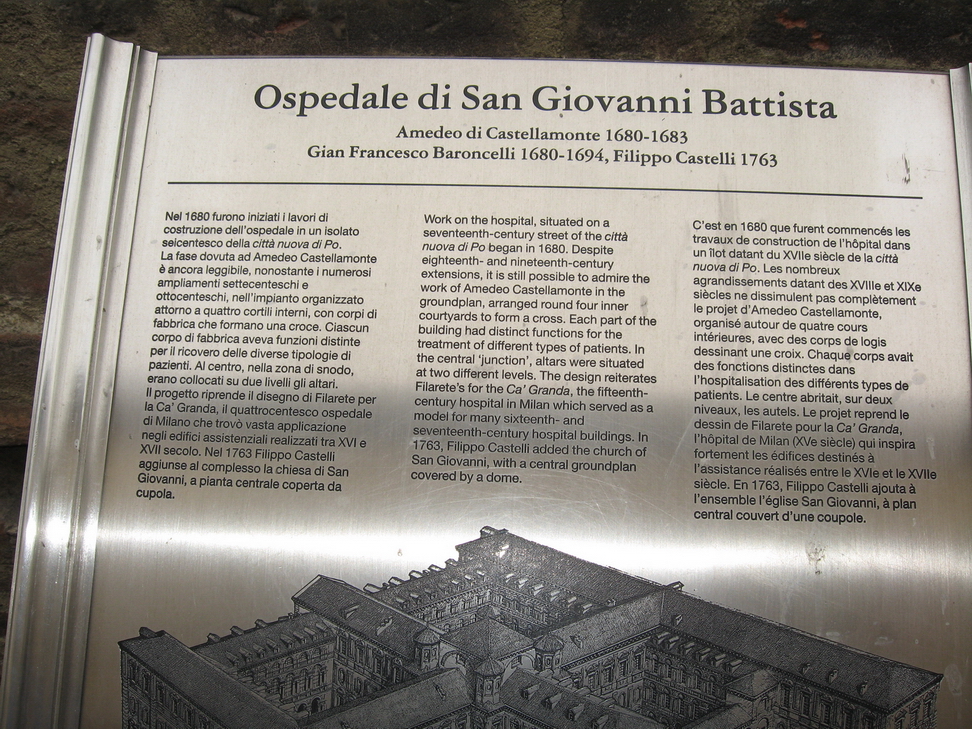 Ospedale di San Giovanni Battista
Amedeo di Castellamonte 1680-1683
Gian Francesco Baroncelli 1680-1694, Filippo Castelli 1763
Nel 1680 furono iniziati i lavori di
costruzione dell'ospedale in un isolato
seicentesco della città nuova di Po.
La fase dovuta ad Amedeo Castellamonte
è ancora leggibile, nonostante i numerosi
ampliamenti settecenteschi e
ottocenteschi, nell'impianto organizzato
attorno a quattro cortili interni, con corpi di
fabbrica che formano una croce. Ciascun
corpo di fabbrica aveva funzioni distinte
per il ricovero delle diverse tipologie di
pazienti. Al centro, nella zona di snodo,
erano collocati su due livelli gli altari.
Il progetto riprende il disegno di Filarete per
la Ca' Granda, il quattrocentesco ospedale
di Milano che trovò vasta applicazione
negli edifici assistenziali realizzati tra XVI e
XVII secolo. Nel 1763 Filippo Castelli
aggiunse al complesso la chiesa di San
Giovanni, a pianta centrale coperta da
cupola.
Work on the hospital, situated on a
seventeenth-century street of the città
nuova di Po began in 1680. Despite
eighteenth- and nineteenth-century
extensions, it is still possible to admire the
work of Amedeo Castellamonte in the
groundplan, arranged round four inner
courtyards to form a cross. Each part of the
building had distinct functions for the
treatment of different types of patients. In
the central 'junction', altars were situated
at two different levels. The design reiterates
Filarete's for the Ca' Granda, the fifteenth-
century hospital in Milan which served as a
model for many sixteenth- and
seventeenth-century hospital buildings. In
1763, Filippo Castelli added the church of
San Giovanni, with a central groundplan
covered by a dome.
C'est en 1680 que furent commencés les
travaux de construction de l'hôpital dans
un îlot datant du XVIIe siècle de la città
nuova di Po. Les nombreux
agrandissements datant des XVIIIe et XIXe
siècles ne dissimulent pas complètement
le projet d'Amedeo Castellamonte,
organisé autour de quatre cours
intérieures, avec des corps de logis
dessinant une croix. Chaque corps avait
des fonctions distinctes dans
l'hospitalisation des différents types de
patients. Le centre abritait, sur deux
niveaux, les autels. Le projet reprend le
dessin de Filarete pour la Ca' Granda,
l'hôpital de Milan (XVe siècle) qui inspira
fortement les édifices destinés à
l'assistance réalisés entre le XVIe et le XVIIe
siècle. En 1763, Filippo Castelli ajouta à
l'ensemble l'église San Giovanni, à plan
central couvert d'une coupole.